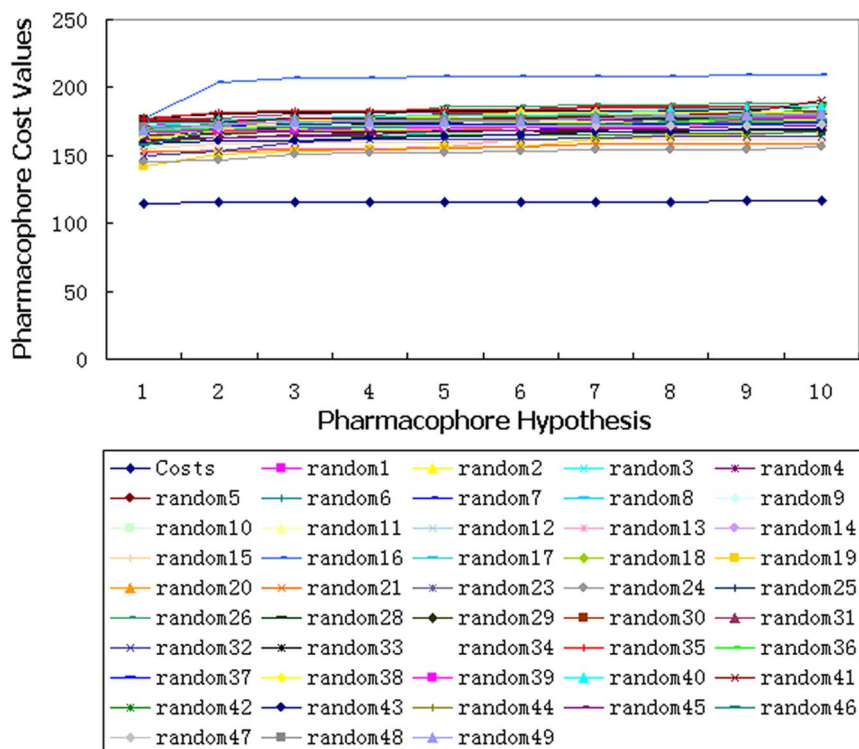 250
200
150
100
50
0
Pharmacophore Cost Values
1 2 3 4 5 6 7 8 9 10
Pharmacophore Hypothesis
Costs random1 random2 random3 random4
random5 random6 random7 random8 random9
random10 random11 random12 random13 random14
random15 random16 random17 random18 random19
random20 random21 random23 random24 random25
random26 random28 random29 random30 random31
random32 random33 random34 random35 random36
random37 random38 random39 random40 random41
random42 random43 random44 random45 random46
random47 random48 random49